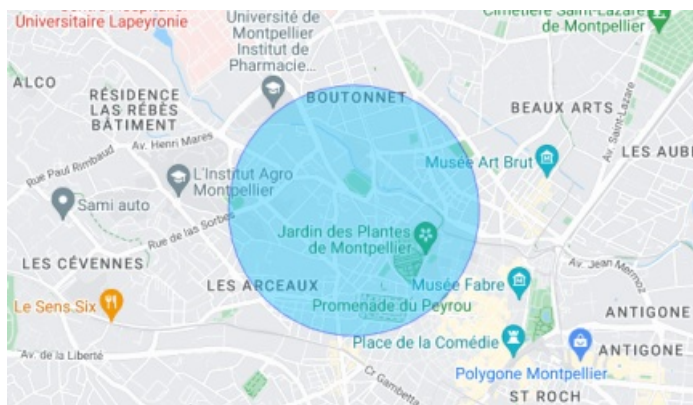 Universitaire Lapeyronie
Université de
Montpellier
Institut de
Pharmacie...
Cimetière Saint-Lazare
de Montpellier
ALCO
RÉSIDENCE
LAS RÉBÈS
BÂTIMENT
BOUTONNET
BEAUX ARTS
Av. Saint-Lazare
Av. Henri Mares
LES AUBE
Rue Paul Rimbaud
L'Institut Agro
Montpellier
Musée Art Brut
Sami auto
Rue de las Sorbes
Jardin des Plantes
de Montpellier
LES CÉVENNES
Av. Jean Mermoz
LES ARCEAUX
Musée Fabre
Le Sens Six
Promenade du Peyrou
ANTIGONE
Place de la Comédie
ANTIGONE
Av. de la Liberté
Cr Gambetta
Polygone Montpellier
ST ROCH